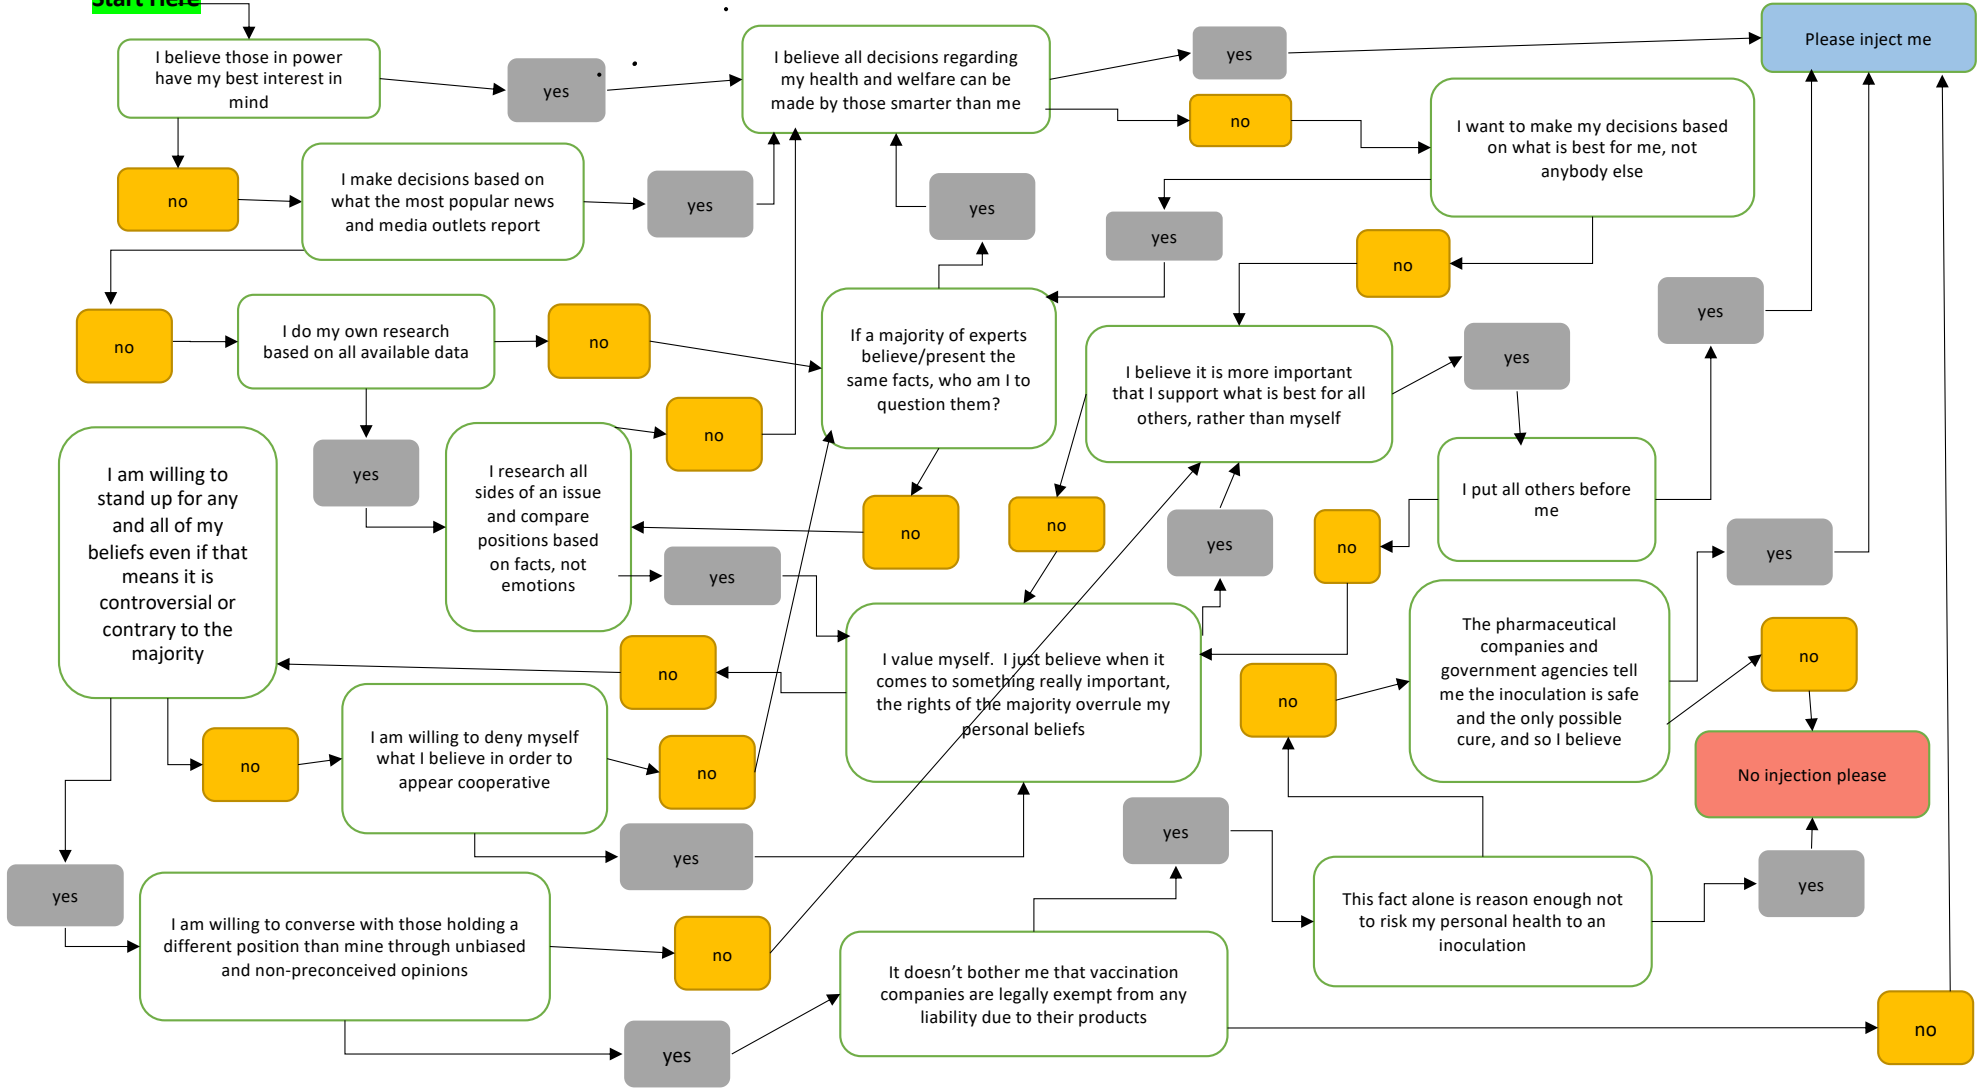 Start Here
I believe those in power
have my best interest in
mind
yes
I believe all decisions regarding
my health and welfare can be
made by those smarter than me
yes
Please inject me
no
I want to make my decisions based
on what is best for me, not
anybody else
no
I make decisions based on
what the most popular news
and media outlets report
yes
yes
yes
no
no
I do my own research
based on all available data
no
If a majority of experts
believe/present the
same facts, who am I to
question them?
I believe it is more important
that I support what is best for all
others, rather than myself
yes
yes
I am willing to
stand up for any
and all of my
beliefs even if that
means it is
controversial or
contrary to the
majority
yes
I research all
sides of an issue
and compare
positions based
on facts, not
emotions
no
yes
no
no
yes
no
I put all others before
me
yes
no
I value myself.  I just believe when it
comes to something really important,
the rights of the majority overrule my
personal beliefs
no
The pharmaceutical
companies and
government agencies tell
me the inoculation is safe
and the only possible
cure, and so I believe
no
no
I am willing to deny myself
what I believe in order to
appear cooperative
no
No injection please
yes
yes
yes
I am willing to converse with those holding a
different position than mine through unbiased
and non-preconceived opinions
no
This fact alone is reason enough not
to risk my personal health to an
inoculation
yes
yes
It doesn’t bother me that vaccination
companies are legally exempt from any
liability due to their products
no